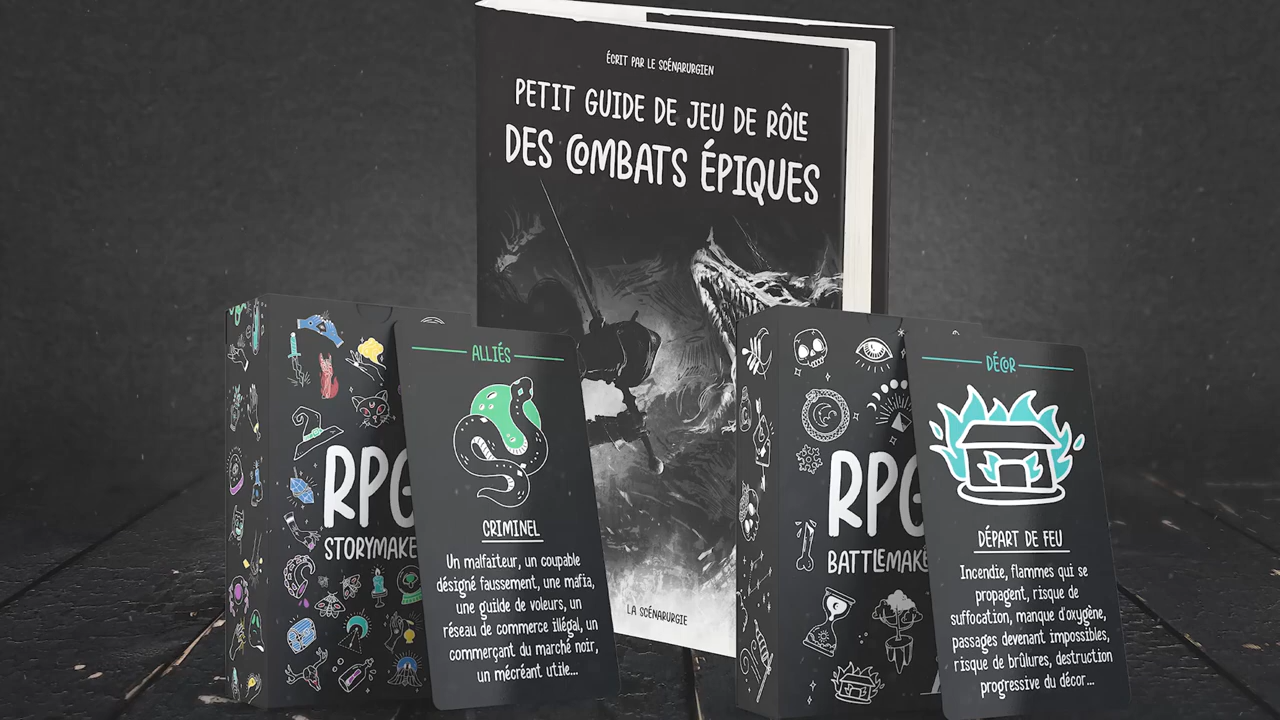 ÉCRIT PAR LE SCÉNARURGIEN
PETIT GUIDE DE JEU DE RÔLE
DES COMBATS ÉPIQUES
LA SCÉNARURGIE
RPG
STORYMAKE
ALLIÉS
CRIMINEL
Un malfaiteur, un coupable
désigné faussement, une mafia,
une guilde de voleurs, un
réseau de commerce illégal, un
commerçant du marché noir,
un mécréant utile...
RPG
BATTLEMAKE
DÉCOR
DÉPART DE FEU
Incendie, flammes qui se
propagent, risque de
suffocation, manque d'oxygène,
passages devenant impossibles,
risque de brûlures, destruction
progressive du décor...